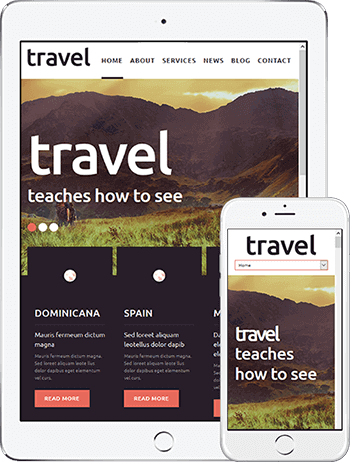 travel
HOME ABOUT SERVICES NEWS BLOG CONTACT
travel
teaches how to see
DOMINICANA
Mauris fermeum dictum
magna
Mauris fermeum dictum magna.
Sed loreet aliquam leotellus
dolor dapibus eget elementum
vel curs.
READ MORE
SPAIN
Sed loreet aliquam
leotellus dolor dapib
Mauris fermeum dictum magna.
Sed loreet aliquam leotellus
dolor dapibus eget elementum
vel curs.
READ MORE
M
travel
Home
travel
teaches
how to see